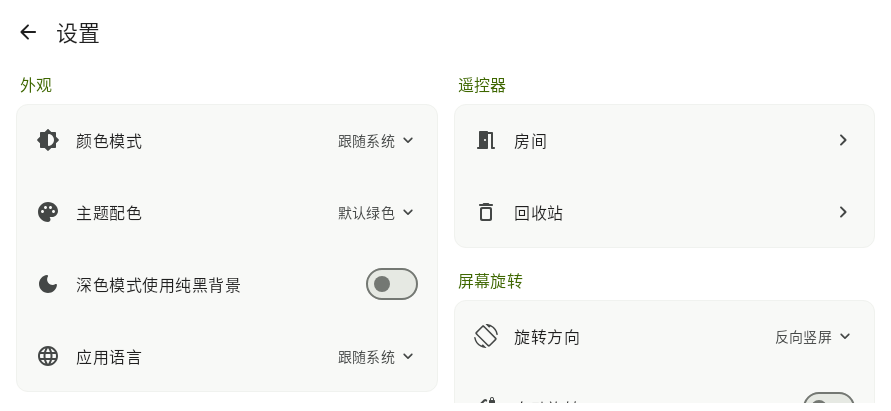 设置
外观
颜色模式
跟随系统
主题配色
默认绿色
深色模式使用纯黑背景
应用语言
跟随系统
遥控器
房间
回收站
屏幕旋转
旋转方向
反向竖屏